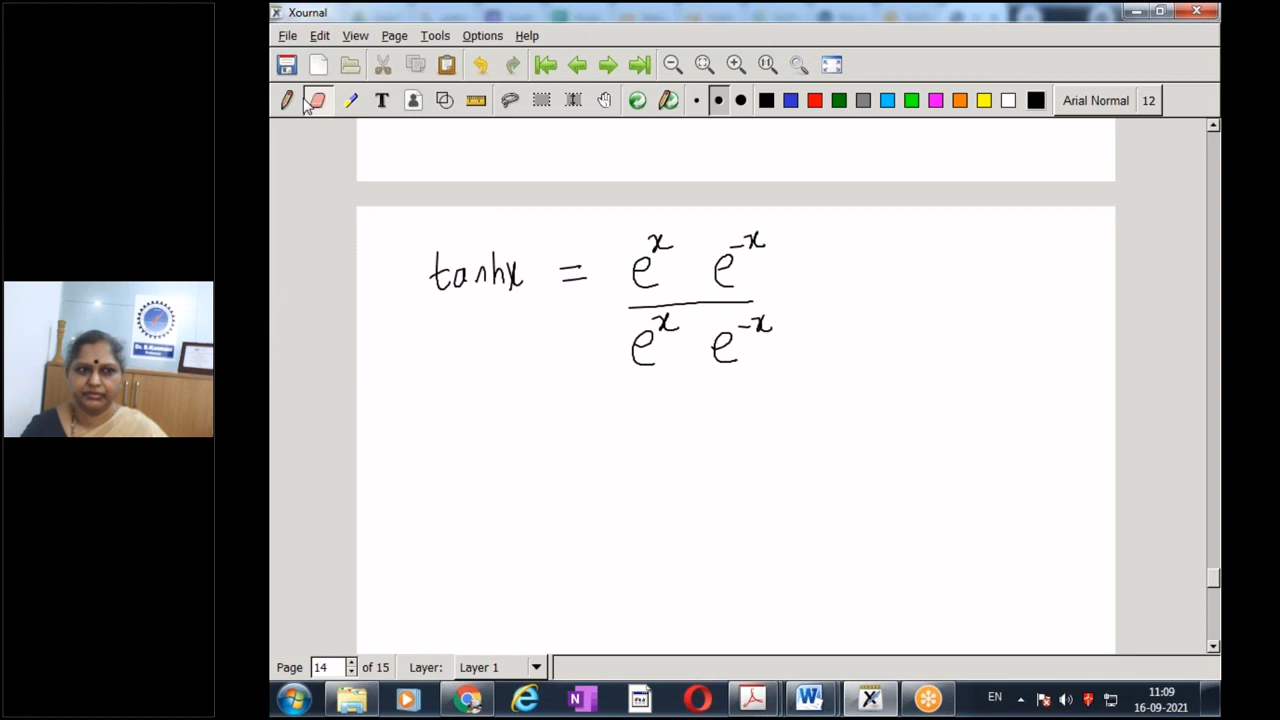 Xournal
File Edit View Page Tools Options Help
Arial Normal 12
tanhx = e^x e^-x
e^x e^-x
Page 14 of 15 Layer: Layer 1
EN 11:09
16-09-2021